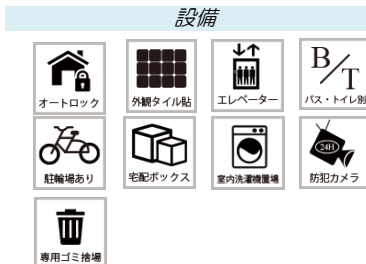 設備
オートロック
外観タイル貼
エレベーター
B/T
バス・トイレ別
駐輪場あり
宅配ボックス
室内洗濯機置場
24H
防犯カメラ
専用ゴミ捨場